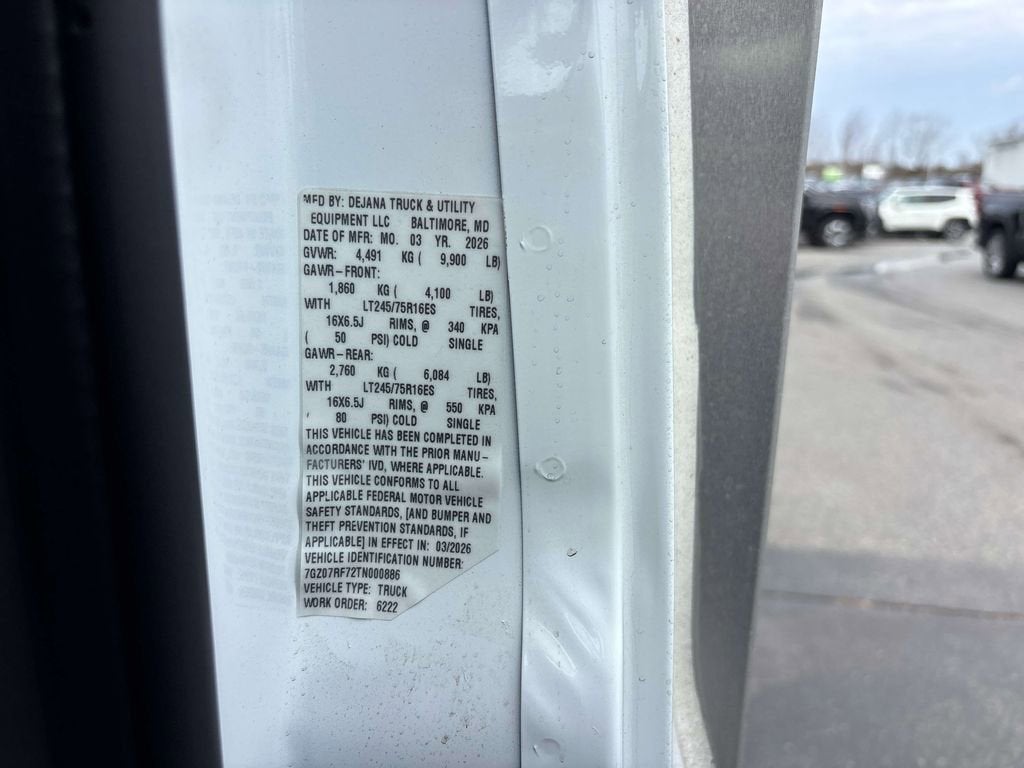 MFD BY: DEJANA TRUCK & UTILITY
EQUIPMENT LLC BALTIMORE, MD
DATE OF MFR: MO. 03 YR. 2026
GVWR: 4,491 KG ( 9,900 LB)
GAWR-FRONT:
1,860 KG ( 4,100 LB)
WITH LT245/75R16ES TIRES,
16X6.5J RIMS, @ 340 KPA
( 50 PSI) COLD SINGLE
GAWR-REAR:
2,760 KG ( 6,084 LB)
WITH LT245/75R16ES TIRES,
16X6.5J RIMS, @ 550 KPA
( 80 PSI) COLD SINGLE
THIS VEHICLE HAS BEEN COMPLETED IN
ACCORDANCE WITH THE PRIOR MANU-
FACTURERS' IVD, WHERE APPLICABLE.
THIS VEHICLE CONFORMS TO ALL
APPLICABLE FEDERAL MOTOR VEHICLE
SAFETY STANDARDS, [AND BUMPER AND
THEFT PREVENTION STANDARDS, IF
APPLICABLE] IN EFFECT IN: 03/2026
VEHICLE IDENTIFICATION NUMBER:
7GZ07RF72TN000886
VEHICLE TYPE: TRUCK
WORK ORDER: 6222